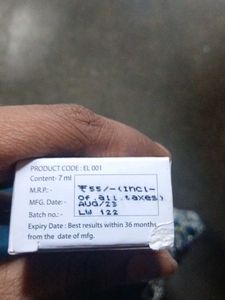 PRODUCT CODE : EL 001
Content- 7 ml
M.R.P:- ₹55/-(Incl-
of.all.taxes)
MFG. Date:- AUG/23
Batch no.:- LW 122
Expiry Date : Best results within 36 months
from the date of mfg.